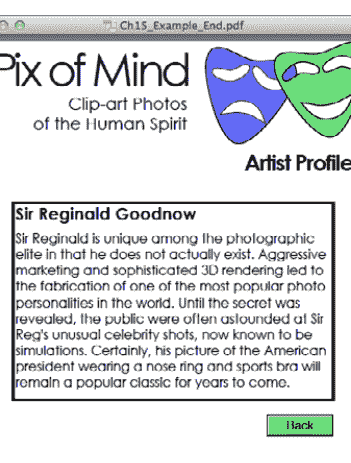 Ch15_Example_End.pdf
Pix of Mind
Clip-art Photos
of the Human Spirit
Artist Profile
Sir Reginald Goodnow
Sir Reginald is unique among the photographic
elite in that he does not actually exist. Aggressive
marketing and sophisticated 3D rendering led to
the fabrication of one of the most popular photo
personalities in the world. Until the secret was
revealed, the public were often astounded at Sir
Reg's unusual celebrity shots, now known to be
simulations. Certainly, his picture of the American
president wearing a nose ring and sports bra will
remain a popular classic for years to come.
Back